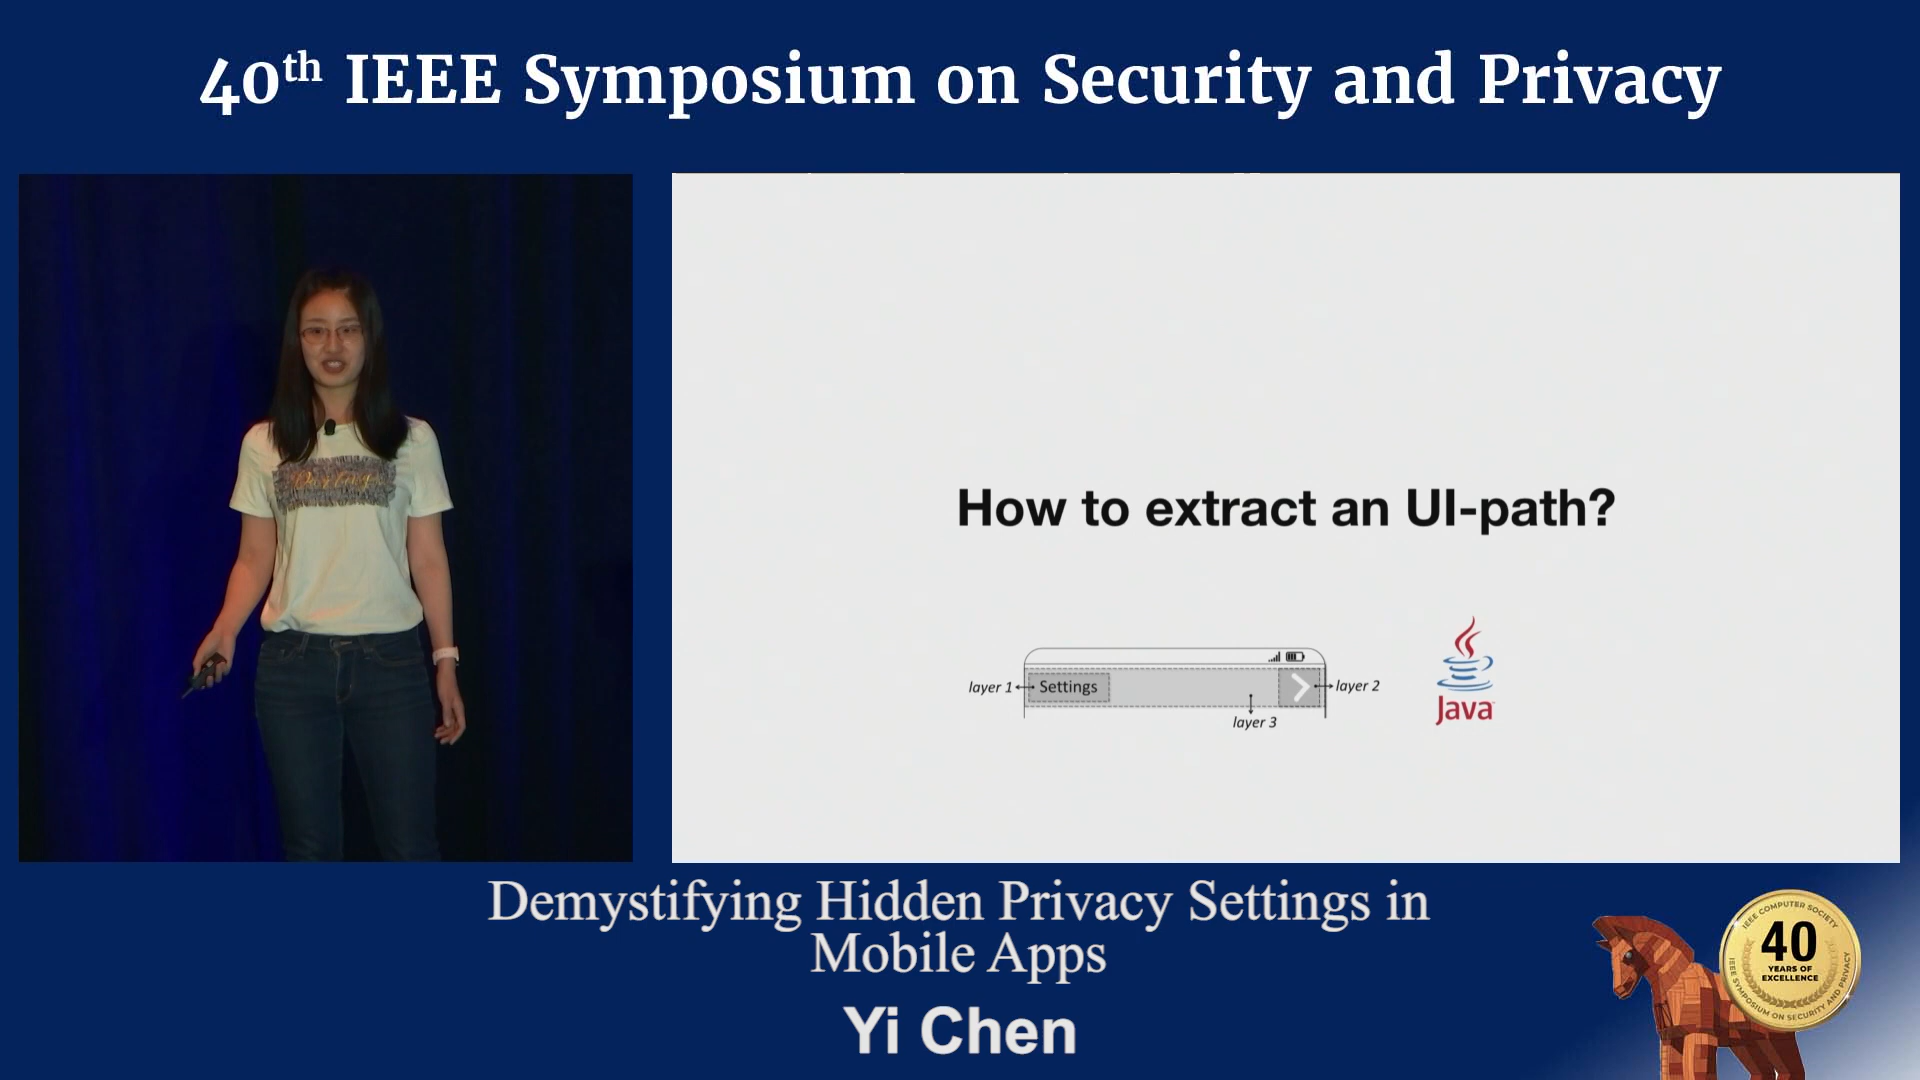 40th IEEE Symposium on Security and Privacy
Darling
How to extract an UI-path?
layer 1
Settings
layer 2
layer 3
Java
Demystifying Hidden Privacy Settings in
Mobile Apps
Yi Chen
IEEE COMPUTER SOCIETY
40
YEARS OF
EXCELLENCE
IEEE SYMPOSIUM ON SECURITY AND PRIVACY